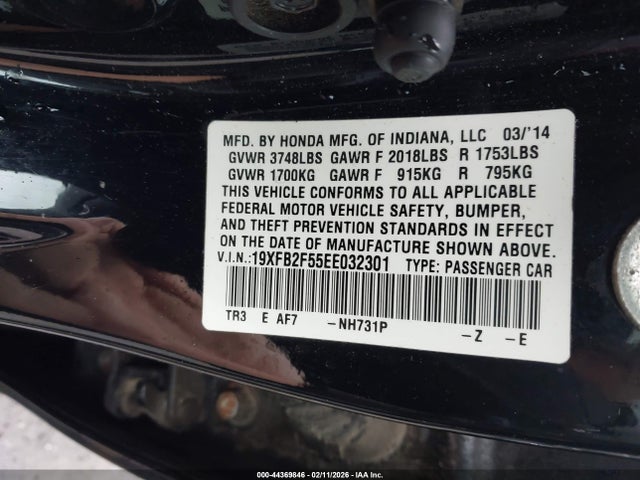 MFD. BY HONDA MFG. OF INDIANA, LLC 03/'14
GVWR 3748LBS GAWR F 2018LBS R 1753LBS
GVWR 1700KG GAWR F 915KG R 795KG
THIS VEHICLE CONFORMS TO ALL APPLICABLE
FEDERAL MOTOR VEHICLE SAFETY, BUMPER,
AND THEFT PREVENTION STANDARDS IN EFFECT
ON THE DATE OF MANUFACTURE SHOWN ABOVE.
V.I.N.:19XFB2F55EE032301 TYPE: PASSENGER CAR
TR3 E AF7 -NH731P -Z -E
000-44369846 - 02/11/2026 - IAA Inc.